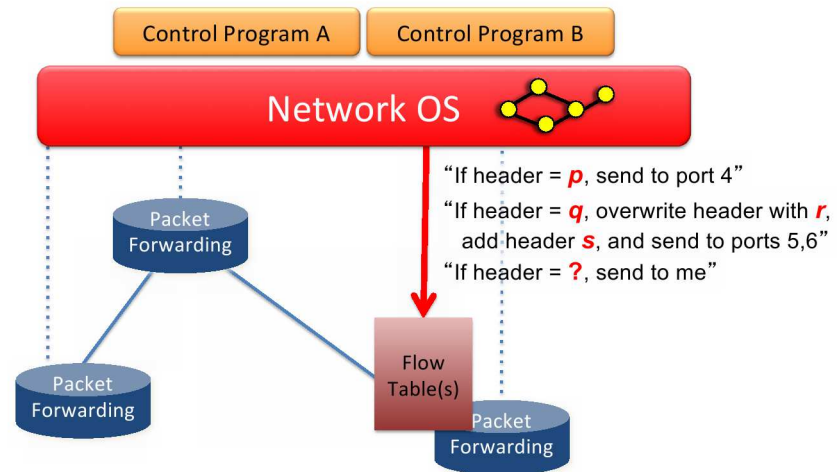 Control Program A
Control Program B
Network OS
“If header = p, send to port 4”
“If header = q, overwrite header with r,
add header s, and send to ports 5,6”
“If header = ?, send to me”
Packet
Forwarding
Flow
Table(s)
Packet
Forwarding
Packet
Forwarding